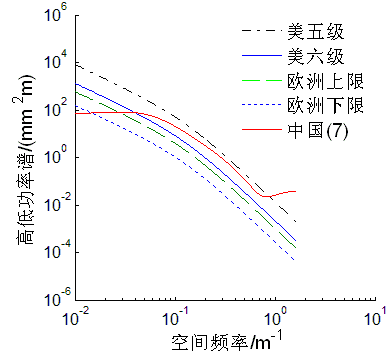 10^6
10^4
10^2
10^0
10^-2
10^-4
10^-6
高低功率谱/(mm ^2m)
美五级
美六级
欧洲上限
欧洲下限
中国(7)
10^-2 10^-1 10^0 10^1
空间频率/m^-1